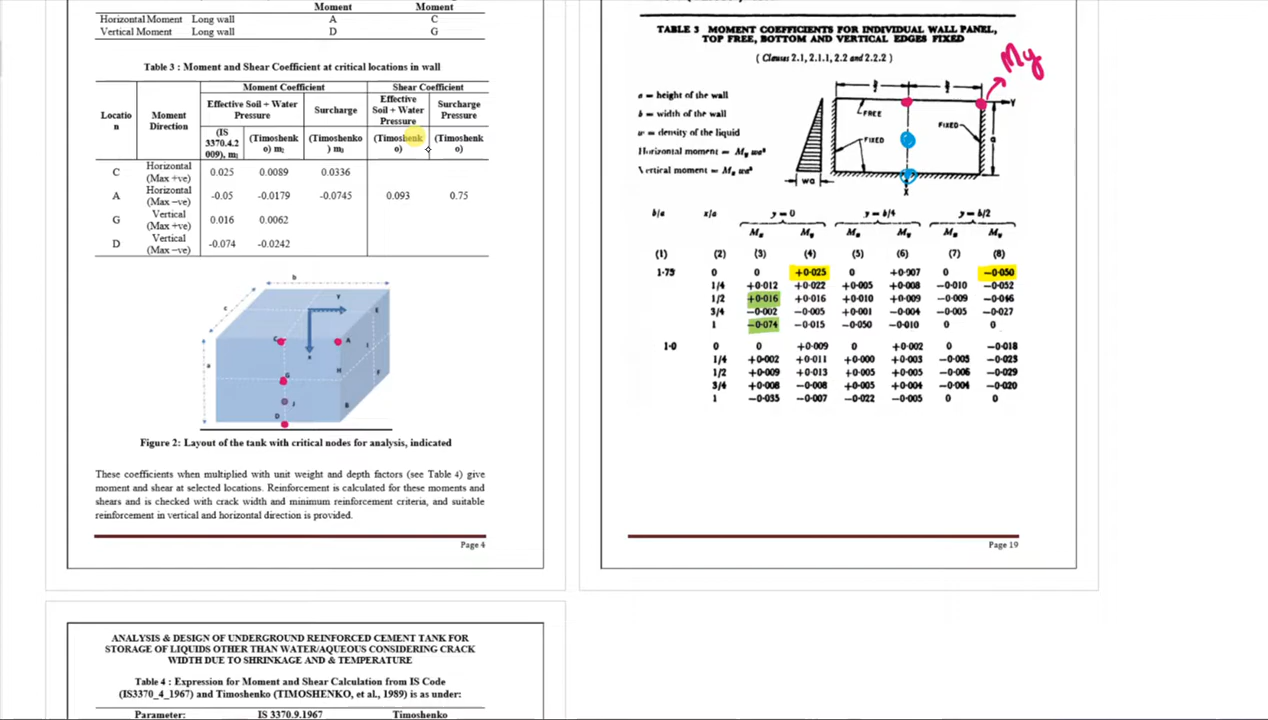 Moment Moment
Horizontal Moment Long wall A C
Vertical Moment Long wall D G
Table 3 : Moment and Shear Coefficient at critical locations in wall
Moment Coefficient Shear Coefficient
Locatio n Moment Direction Effective Soil + Water Pressure Surcharge Effective Soil + Water Pressure Surcharge Pressure
(IS 3370.4.2 009), m₁ (Timoshenk o) m₂ (Timoshenko ) m₃ (Timoshenk o) (Timoshenk o)
C Horizontal (Max +ve) 0.025 0.0089 0.0336
A Horizontal (Max –ve) -0.05 -0.0179 -0.0745 0.093 0.75
G Vertical (Max +ve) 0.016 0.0062
D Vertical (Max –ve) -0.074 -0.0242
b
c
Y
E
C A
x I
a
G H
F
J
B
D
Figure 2: Layout of the tank with critical nodes for analysis, indicated
These coefficients when multiplied with unit weight and depth factors (see Table 4) give
moment and shear at selected locations. Reinforcement is calculated for these moments and
shears and is checked with crack width and minimum reinforcement criteria, and suitable
reinforcement in vertical and horizontal direction is provided.
Page 4
ANALYSIS & DESIGN OF UNDERGROUND REINFORCED CEMENT TANK FOR
STORAGE OF LIQUIDS OTHER THAN WATER/AQUEOUS CONSIDERING CRACK
WIDTH DUE TO SHRINKAGE AND & TEMPERATURE
Table 4 : Expression for Moment and Shear Calculation from IS Code
(IS3370_4_1967) and Timoshenko (TIMOSHENKO, et al., 1989) is as under:
Parameter: IS 3370.9.1967 Timoshenko
TABLE 3 MOMENT COEFFICIENTS FOR INDIVIDUAL WALL PANEL,
TOP FREE, BOTTOM AND VERTICAL EDGES FIXED
( Clauses 2.1, 2.1.1, 2.2 and 2.2.2 )
My
a = height of the wall
b = width of the wall
w = density of the liquid
Horizontal moment = My wa³
Vertical moment = Mx wa³
Y
FREE
FIXED
FIXED
a
wa
X
b/a x/a y = 0 y = b/4 y = b/2
Mx My Mx My Mx My
(1) (2) (3) (4) (5) (6) (7) (8)
1·75 0 0 +0·025 0 +0·007 0 −0·050
1/4 +0·012 +0·022 +0·005 +0·008 −0·010 −0·052
1/2 +0·016 +0·016 +0·010 +0·009 −0·009 −0·046
3/4 −0·002 −0·005 +0·001 −0·004 −0·005 −0·027
1 −0·074 −0·015 −0·050 −0·010 0 0
1·0 0 0 +0·009 0 +0·002 0 −0·018
1/4 +0·002 +0·011 +0·000 +0·003 −0·003 −0·023
1/2 +0·009 +0·013 +0·005 +0·005 −0·006 −0·029
3/4 +0·008 −0·008 +0·005 +0·004 −0·004 −0·020
1 −0·035 −0·007 −0·022 −0·005 0 0
Page 19